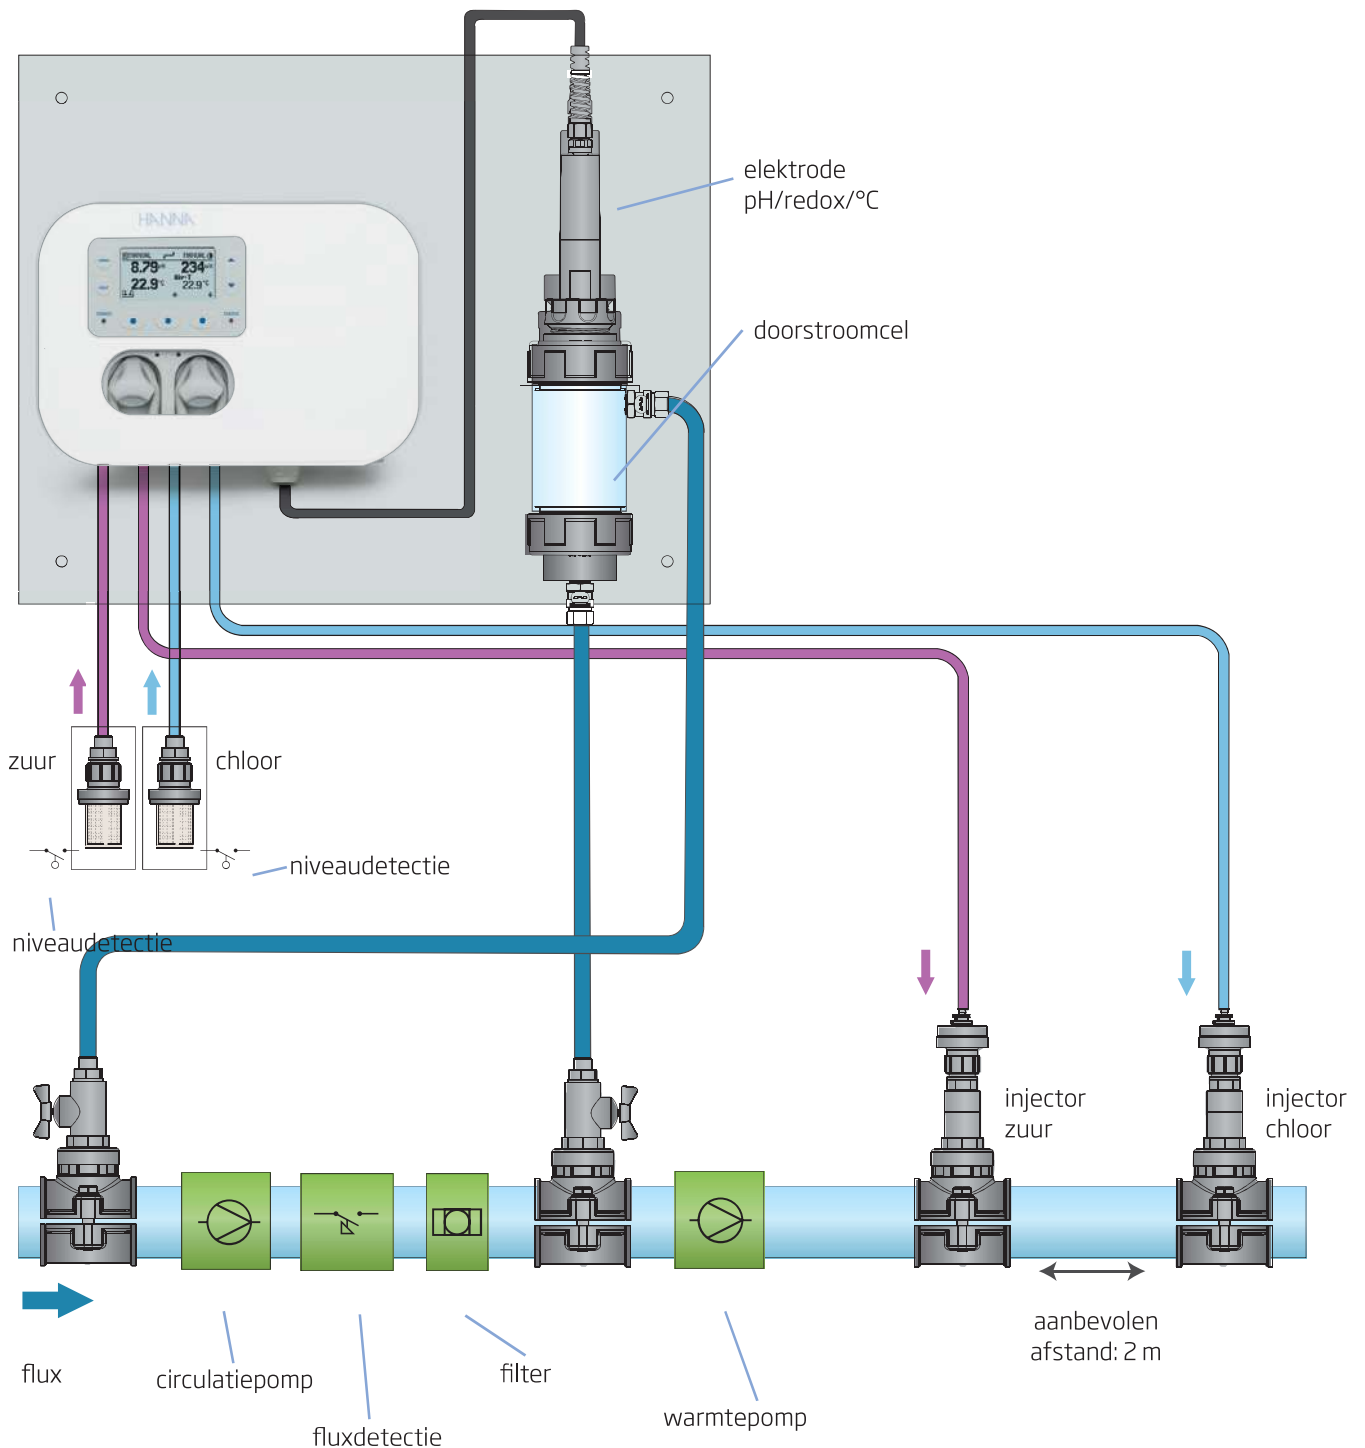 HANNA
8.79
234
22.9 °C
22.9 °C
elektrode
pH/redox/°C
doorstroomcel
zuur
chloor
niveaudetectie
niveaudetectie
injector
zuur
injector
chloor
aanbevolen
afstand: 2 m
flux
circulatiepomp
fluxdetectie
filter
warmtepomp